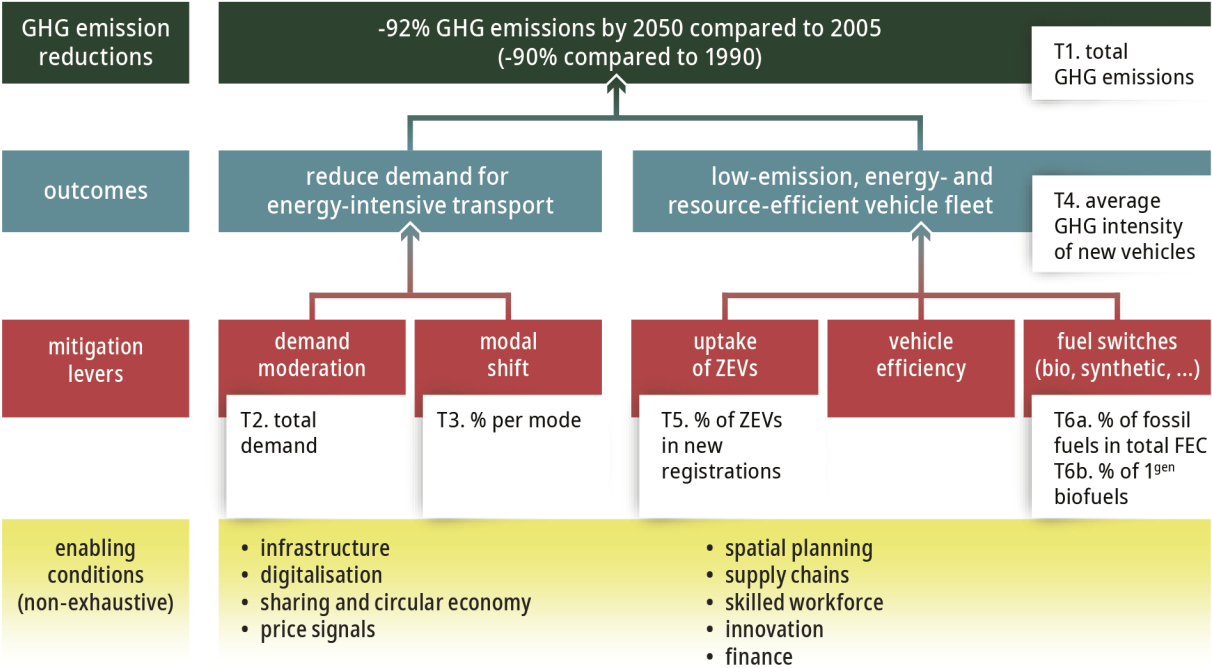 GHG emission
reductions
-92% GHG emissions by 2050 compared to 2005
(-90% compared to 1990)
T1. total
GHG emissions
outcomes
reduce demand for
energy-intensive transport
low-emission, energy- and
resource-efficient vehicle fleet
T4. average
GHG intensity
of new vehicles
mitigation
levers
demand
moderation
modal
shift
uptake
of ZEVs
vehicle
efficiency
fuel switches
(bio, synthetic, ...)
T2. total
demand
T3. % per mode
T5. % of ZEVs
in new
registrations
T6a. % of fossil
fuels in total FEC
T6b. % of 1gen
biofuels
enabling
conditions
(non-exhaustive)
• infrastructure
• digitalisation
• sharing and circular economy
• price signals
• spatial planning
• supply chains
• skilled workforce
• innovation
• finance